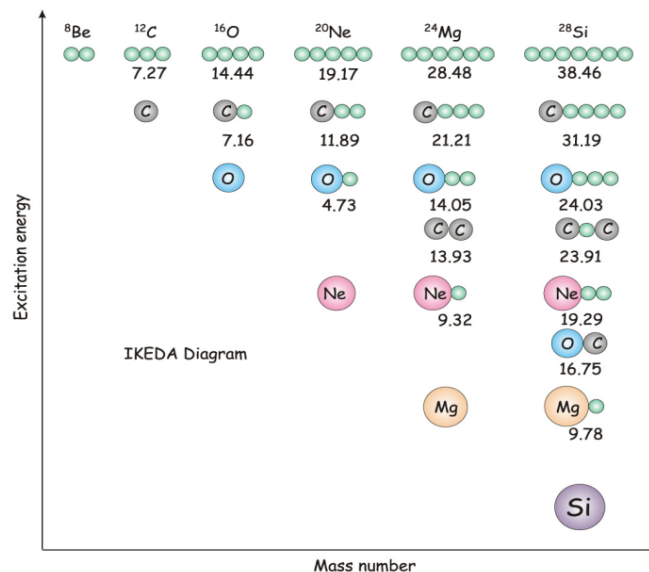 ⁸Be ¹²C ¹⁶O ²⁰Ne ²⁴Mg ²⁸Si
7.27 14.44 19.17 28.48 38.46
C C C C C
7.16 11.89 21.21 31.19
O O O O
4.73 14.05 24.03
C C C C
13.93 23.91
Ne Ne Ne
9.32 19.29
O C
IKEDA Diagram
16.75
Mg Mg
9.78
Si
Excitation energy
Mass number